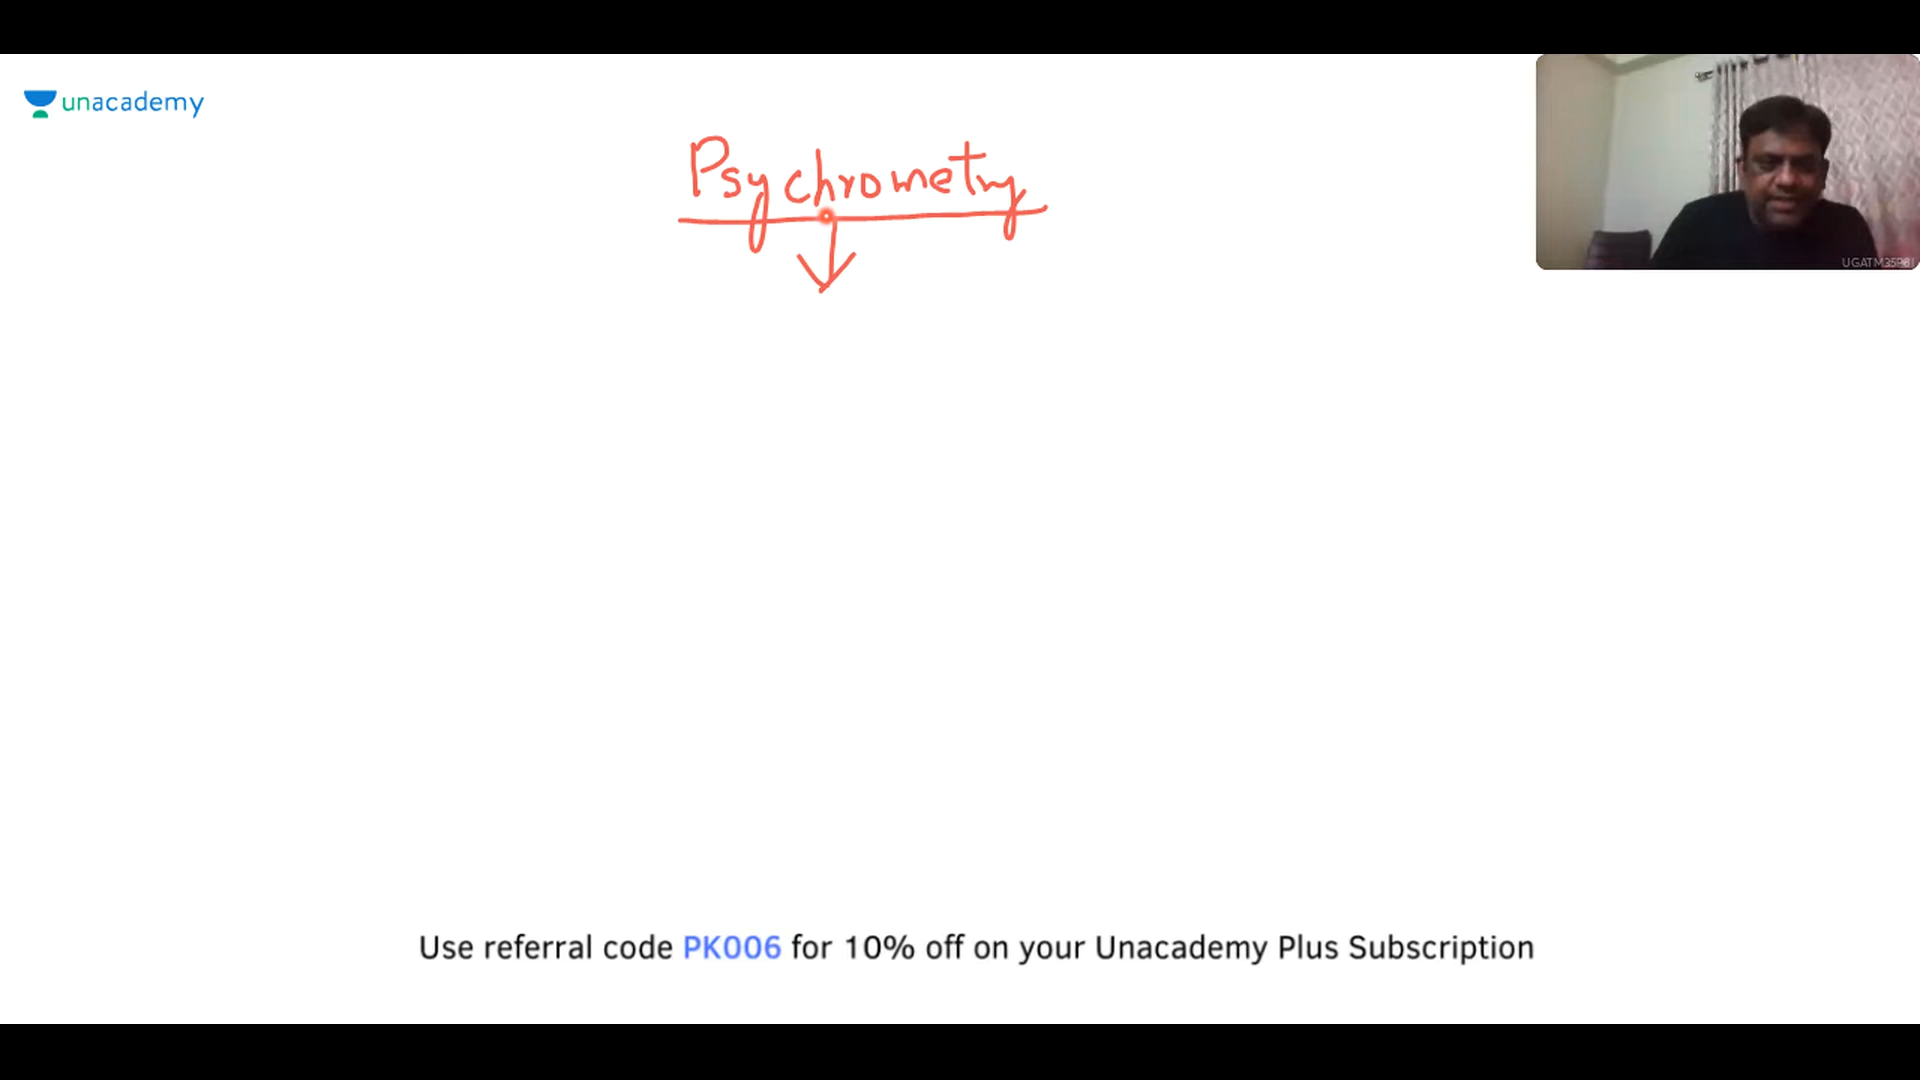 unacademy
Psychrometry
Use referral code PK006 for 10% off on your Unacademy Plus Subscription